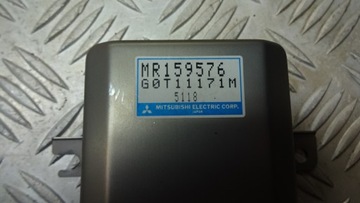 MR159576
G0T11171M
5118
MITSUBISHI ELECTRIC CORP.
JAPAN